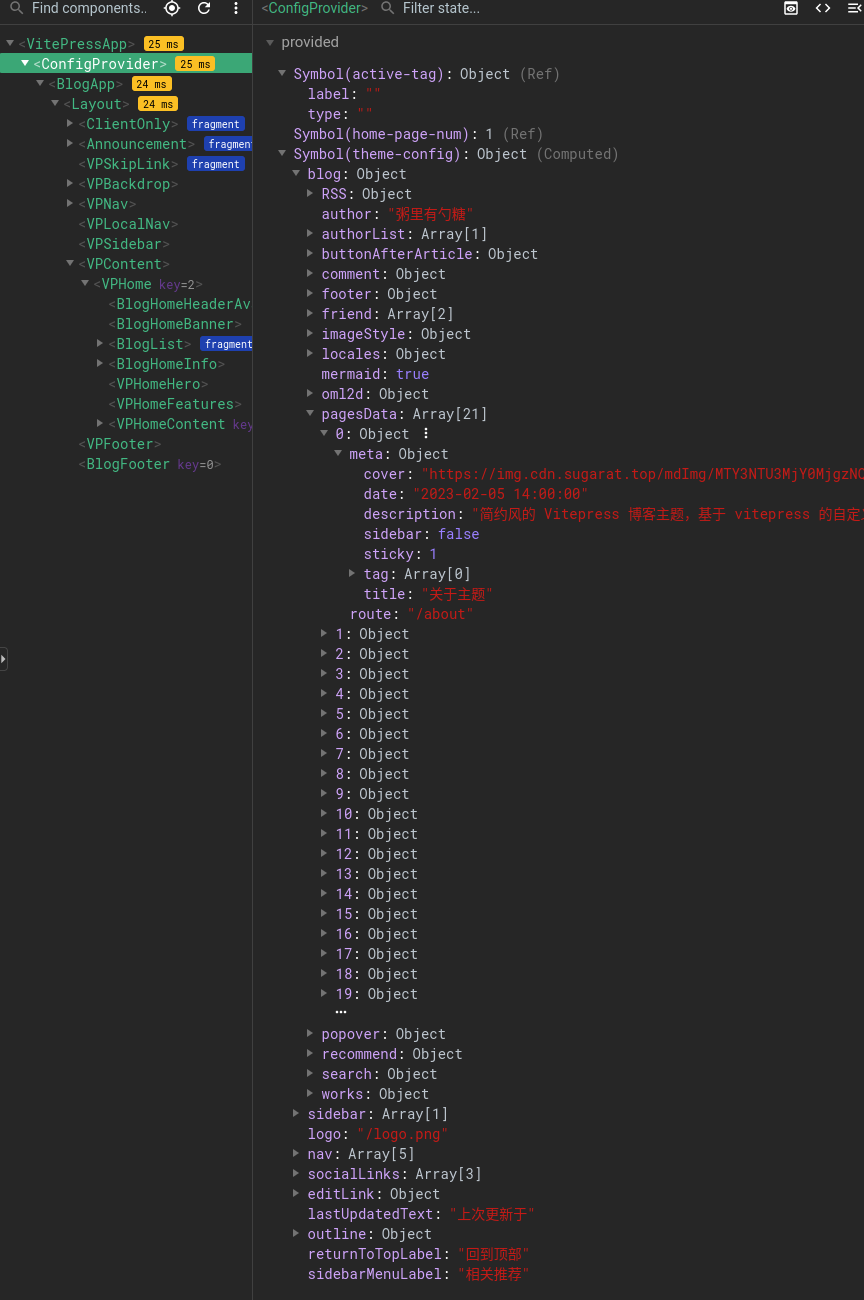 Find components..
<VitePressApp> 25 ms
<ConfigProvider> 25 ms
<BlogApp> 24 ms
<Layout> 24 ms
<ClientOnly> fragment
<Announcement> fragment
<VPSkipLink> fragment
<VPBackdrop>
<VPNav>
<VPLocalNav>
<VPSidebar>
<VPContent>
<VPHome key=2>
<BlogHomeHeaderAv
<BlogHomeBanner>
<BlogList> fragment
<BlogHomeInfo>
<VPHomeHero>
<VPHomeFeatures>
<VPHomeContent key
<VPFooter>
<BlogFooter key=0>
<ConfigProvider> Filter state...
provided
Symbol(active-tag): Object (Ref)
label: ""
type: ""
Symbol(home-page-num): 1 (Ref)
Symbol(theme-config): Object (Computed)
blog: Object
RSS: Object
author: "粥里有勺糖"
authorList: Array[1]
buttonAfterArticle: Object
comment: Object
footer: Object
friend: Array[2]
imageStyle: Object
locales: Object
mermaid: true
oml2d: Object
pagesData: Array[21]
0: Object
meta: Object
cover: "https://img.cdn.sugarat.top/mdImg/MTY3NTU3MjY0MjgzNC
date: "2023-02-05 14:00:00"
description: "简约风的 Vitepress 博客主题，基于 vitepress 的自定
sidebar: false
sticky: 1
tag: Array[0]
title: "关于主题"
route: "/about"
1: Object
2: Object
3: Object
4: Object
5: Object
6: Object
7: Object
8: Object
9: Object
10: Object
11: Object
12: Object
13: Object
14: Object
15: Object
16: Object
17: Object
18: Object
19: Object
...
popover: Object
recommend: Object
search: Object
works: Object
sidebar: Array[1]
logo: "/logo.png"
nav: Array[5]
socialLinks: Array[3]
editLink: Object
lastUpdatedText: "上次更新于"
outline: Object
returnToTopLabel: "回到顶部"
sidebarMenuLabel: "相关推荐"